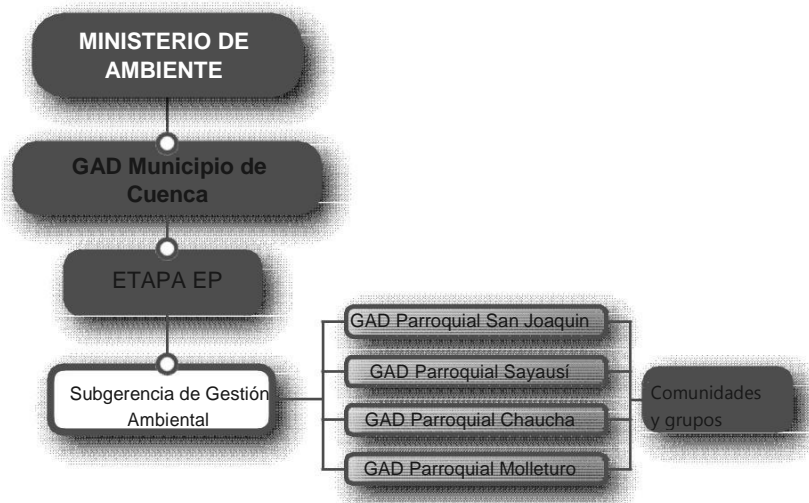 MINISTERIO DE
AMBIENTE
GAD Municipio de
Cuenca
ETAPA EP
Subgerencia de Gestión
Ambiental
GAD Parroquial San Joaquin
GAD Parroquial Sayausí
GAD Parroquial Chaucha
GAD Parroquial Molleturo
Comunidades
y grupos